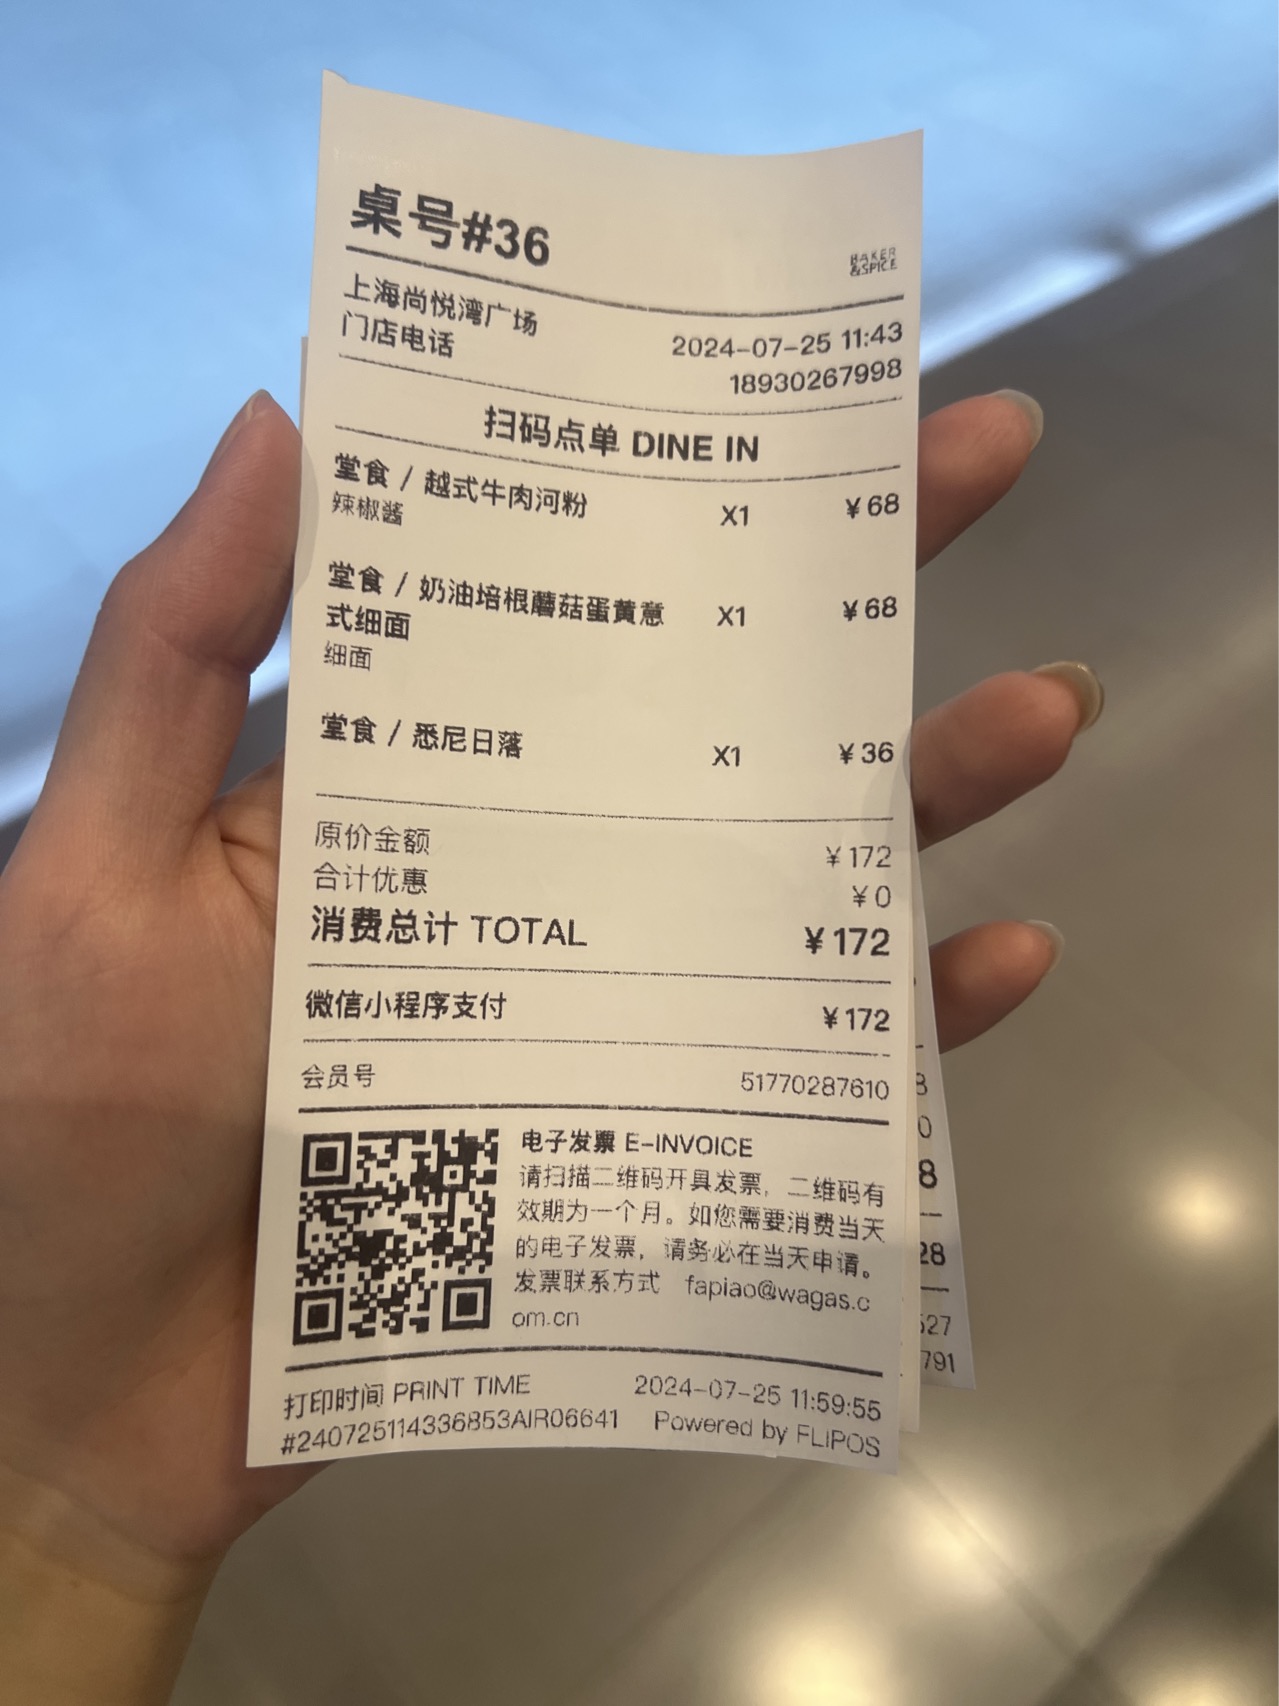 桌号#36
BAKER
&SPICE
上海尚悦湾广场 2024-07-25 11:43
门店电话 18930267998
扫码点单 DINE IN
堂食 / 越式牛肉河粉 X1 ¥68
辣椒酱
堂食 / 奶油培根蘑菇蛋黄意 X1 ¥68
式细面
细面
堂食 / 悉尼日落 X1 ¥36
原价金额 ¥172
合计优惠 ¥0
消费总计 TOTAL ¥172
微信小程序支付 ¥172
会员号 51770287610
电子发票 E-INVOICE
请扫描二维码开具发票，二维码有
效期为一个月。如您需要消费当天
的电子发票，请务必在当天申请。
发票联系方式 fapiao@wagas.c
om.cn
打印时间 PRINT TIME 2024-07-25 11:59:55
#240725114336853AIR06641 Powered by FLIPOS
8
0
8
28
527
791